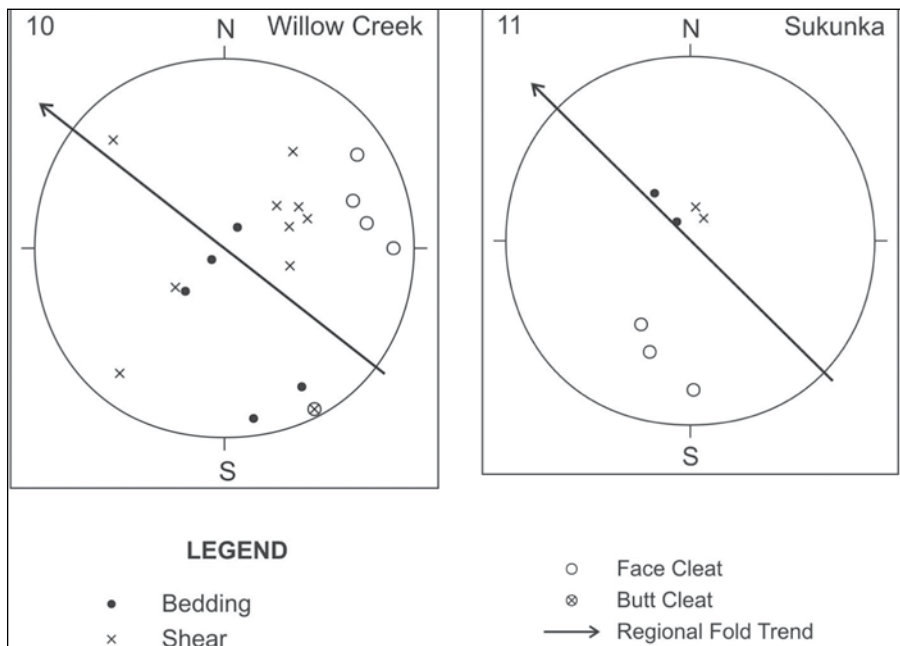 10 Willow Creek
N
S
11 Sukunka
N
S
LEGEND
Bedding
Shear
Face Cleat
Butt Cleat
Regional Fold Trend